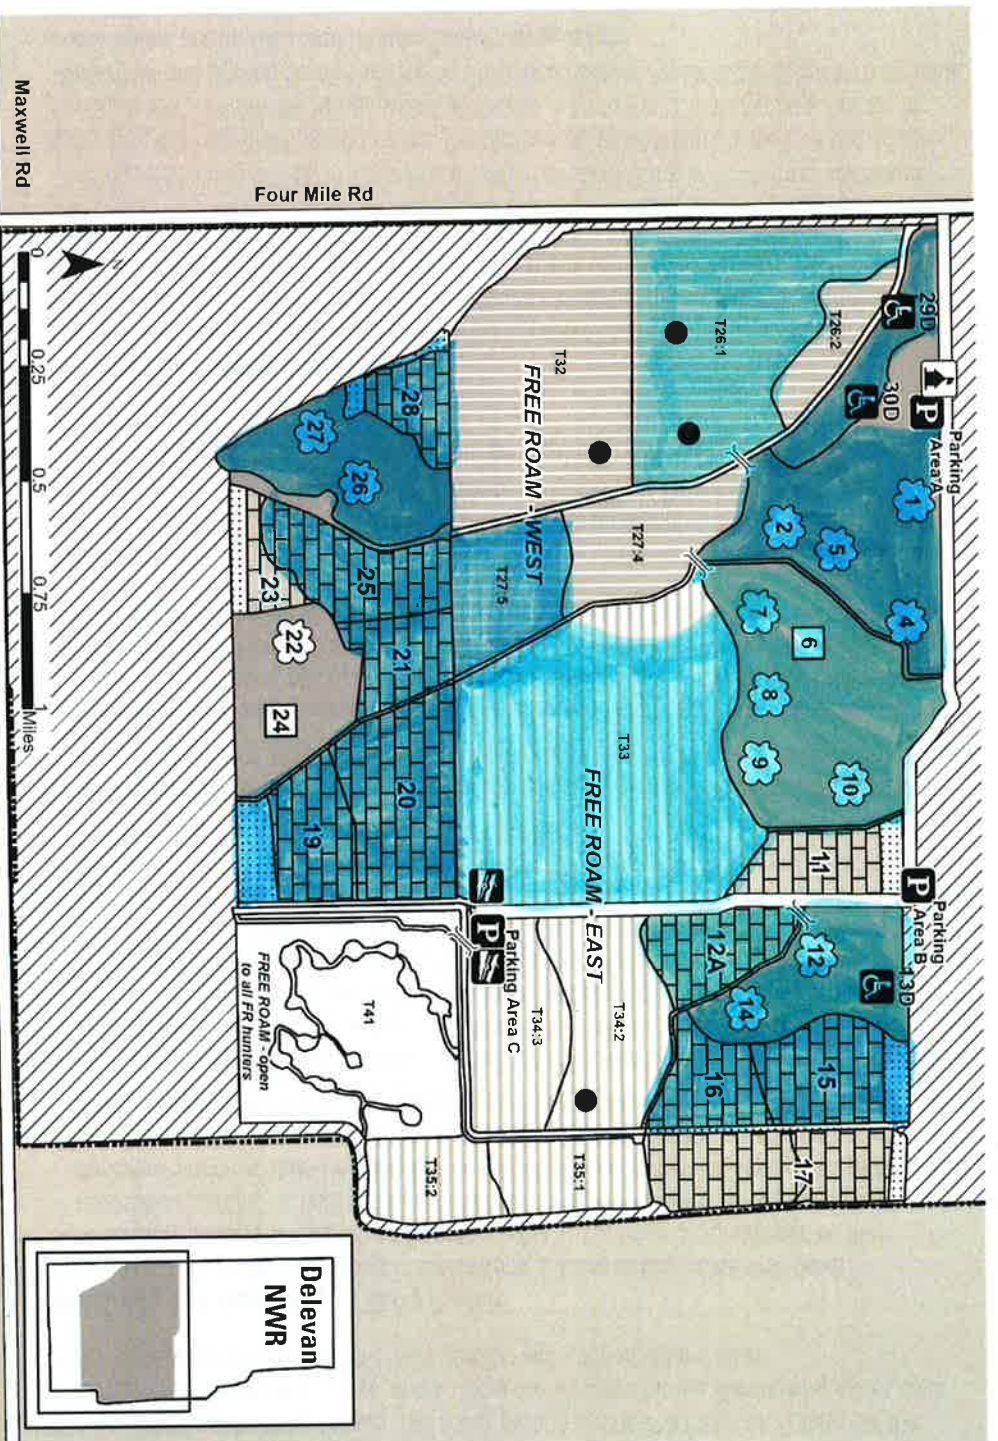 Maxwell Rd
Four Mile Rd
29D
30D
Parking
Area A
P
1
2
5
4
T26:2
T26:1
T32
FREE ROAM - WEST
T27:4
T27:5
28
27
26
25
23
22
24
21
20
19
6
7
8
9
10
11
T33
FREE ROAM - EAST
P
Parking
Area B
12
13D
12A
14
15
16
17
T34:2
T34:3
P
Parking Area C
T35:1
T35:2
T41
FREE ROAM - open
to all FR hunters
N
0
0.25
0.5
0.75
1
Miles
Delevan
NWR